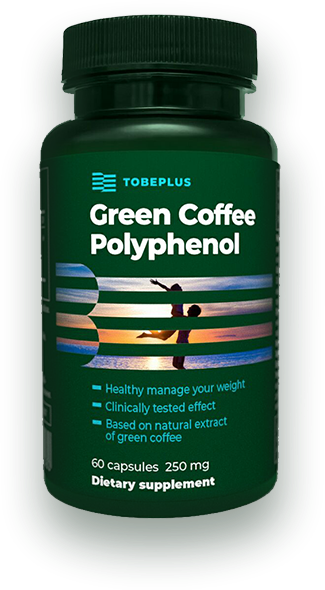 TOBEPLUS
Green Coffee
Polyphenol
Healthy manage your weight
Clinically tested effect
Based on natural extract
of green coffee
60 capsules 250 mg
Dietary supplement